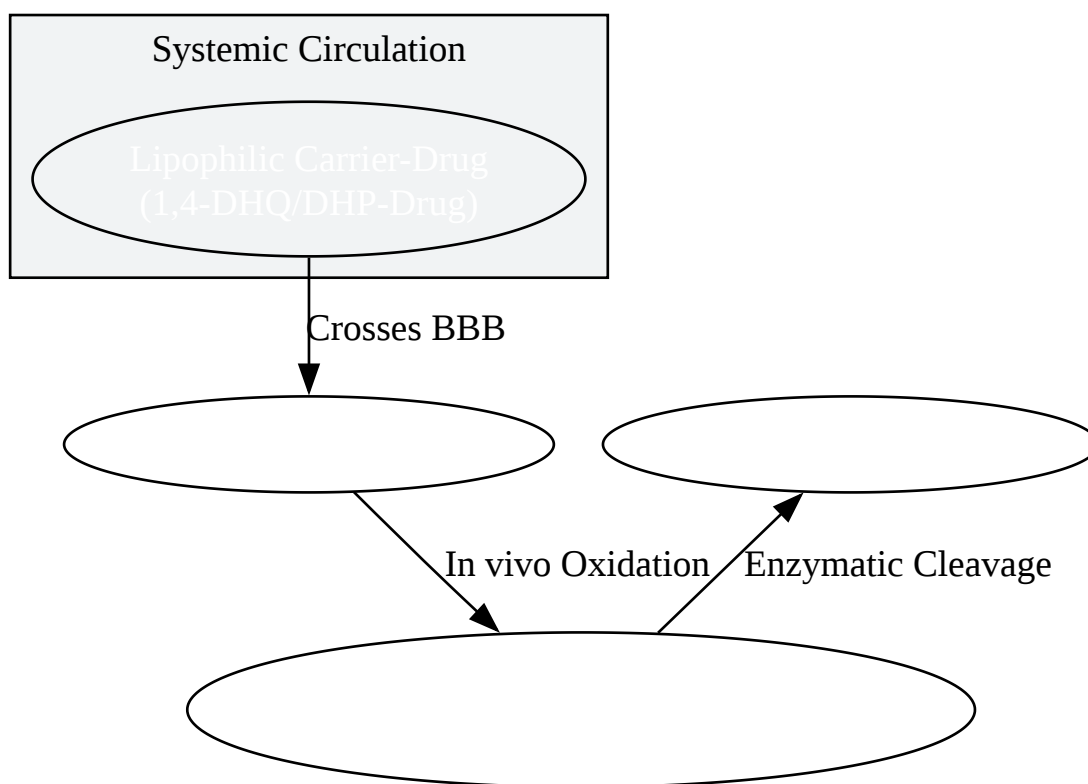 Systemic Circulation
Lipophilic Carrier-Drug
(1,4-DHQ/DHP-Drug)
Crosses BBB
In vivo Oxidation
Enzymatic Cleavage